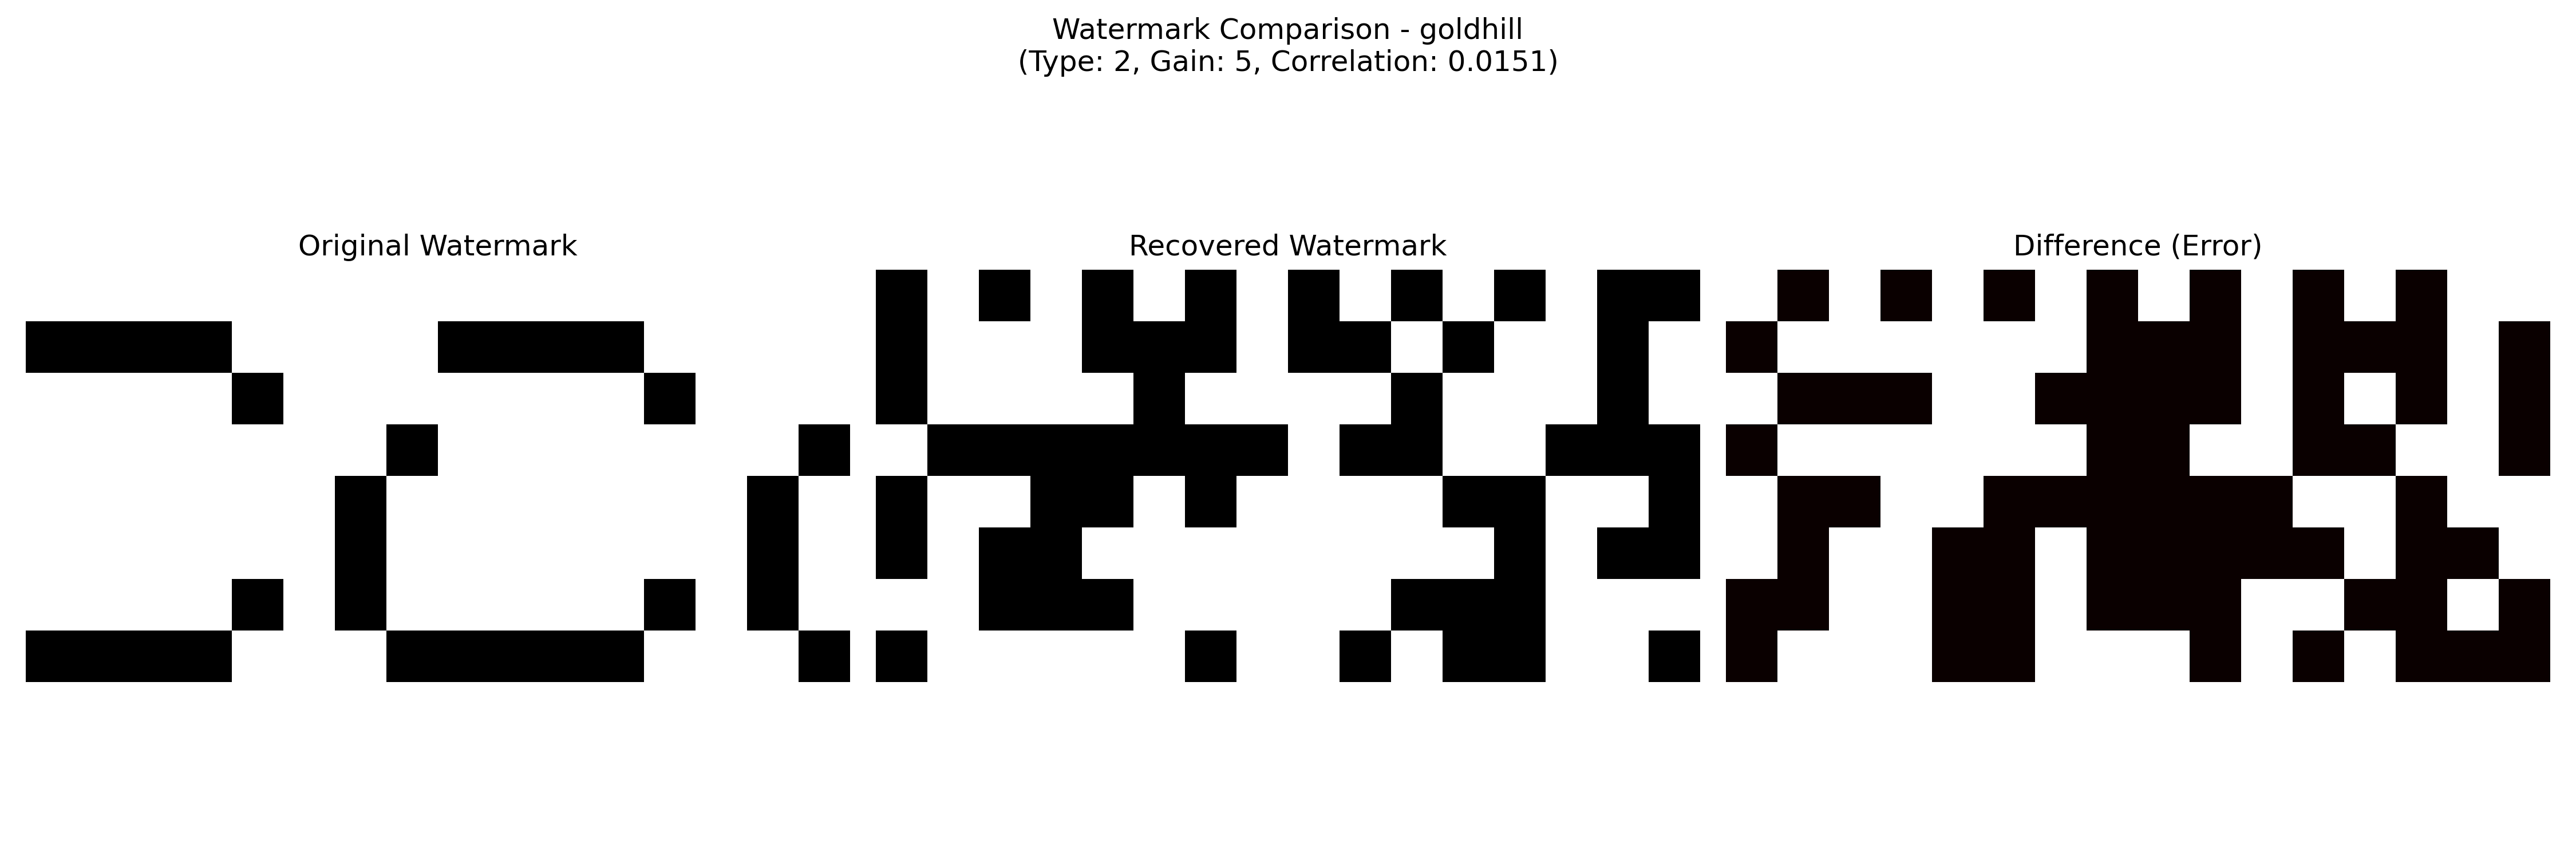 Watermark Comparison - goldhill
(Type: 2, Gain: 5, Correlation: 0.0151)
Original Watermark
Recovered Watermark
Difference (Error)